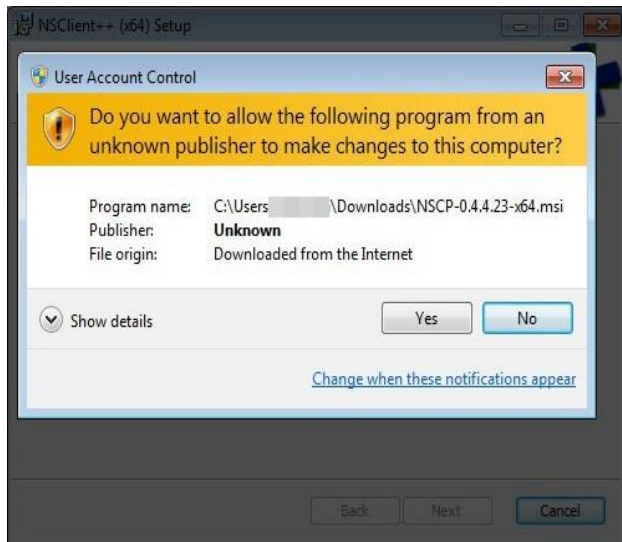 NSClient++ (x64) Setup
User Account Control
Do you want to allow the following program from an
unknown publisher to make changes to this computer?
Program name: C:\Users \Downloads\NSCP-0.4.4.23-x64.msi
Publisher: Unknown
File origin: Downloaded from the Internet
Show details
Yes
No
Change when these notifications appear
Back
Next
Cancel